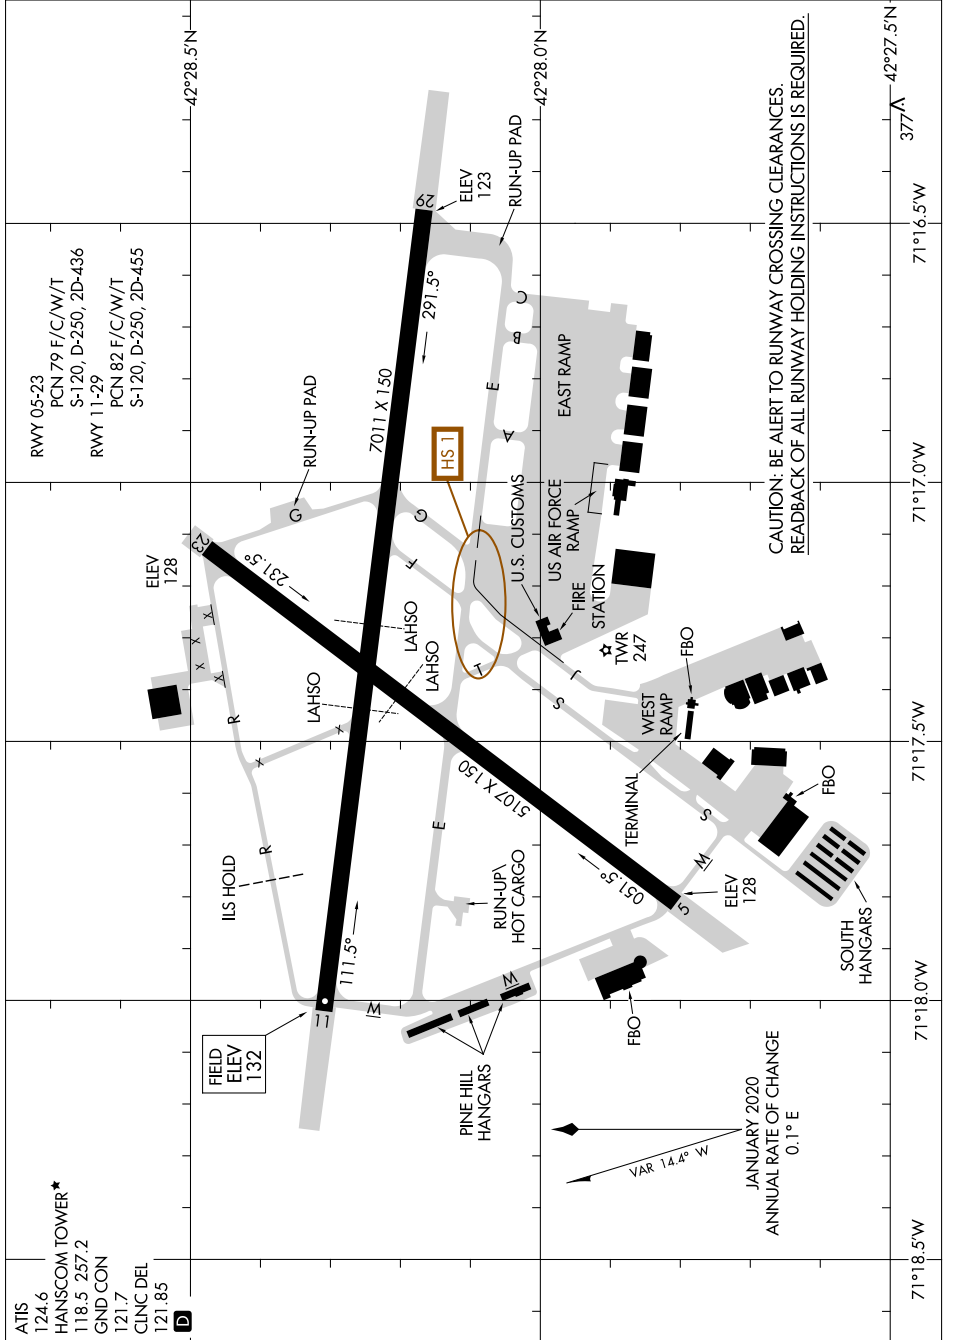 ATIS
124.6
HANSCOM TOWER★
118.5 257.2
GND CON
121.7
CLNC DEL
121.85
D
RWY 05-23
PCN 79 F/C/W/T
S-120, D-250, 2D-436
RWY 11-29
PCN 82 F/C/W/T
S-120, D-250, 2D-455
42°28.5'N
42°28.0'N
42°27.5'N
FIELD
ELEV
132
11
111.5°
ILS HOLD
R
R
X
X
X
X
X
X
LAHSO
LAHSO
LAHSO
ELEV
128
23
231.5°
RUN-UP PAD
G
G
F
7011 X 150
291.5°
29
ELEV
123
RUN-UP PAD
HS 1
E
A
B
C
EAST RAMP
U.S. CUSTOMS
US AIR FORCE
RAMP
FIRE
STATION
TWR
247
J
S
1
E
5107 X 150
RUN-UP\
HOT CARGO
M
M
PINE HILL
HANGARS
051.5°
5
ELEV
128
M
S
TERMINAL
WEST
RAMP
FBO
FBO
FBO
SOUTH
HANGARS
VAR 14.4° W
JANUARY 2020
ANNUAL RATE OF CHANGE
0.1° E
CAUTION: BE ALERT TO RUNWAY CROSSING CLEARANCES.
READBACK OF ALL RUNWAY HOLDING INSTRUCTIONS IS REQUIRED.
377
71°18.5'W
71°18.0'W
71°17.5'W
71°17.0'W
71°16.5'W